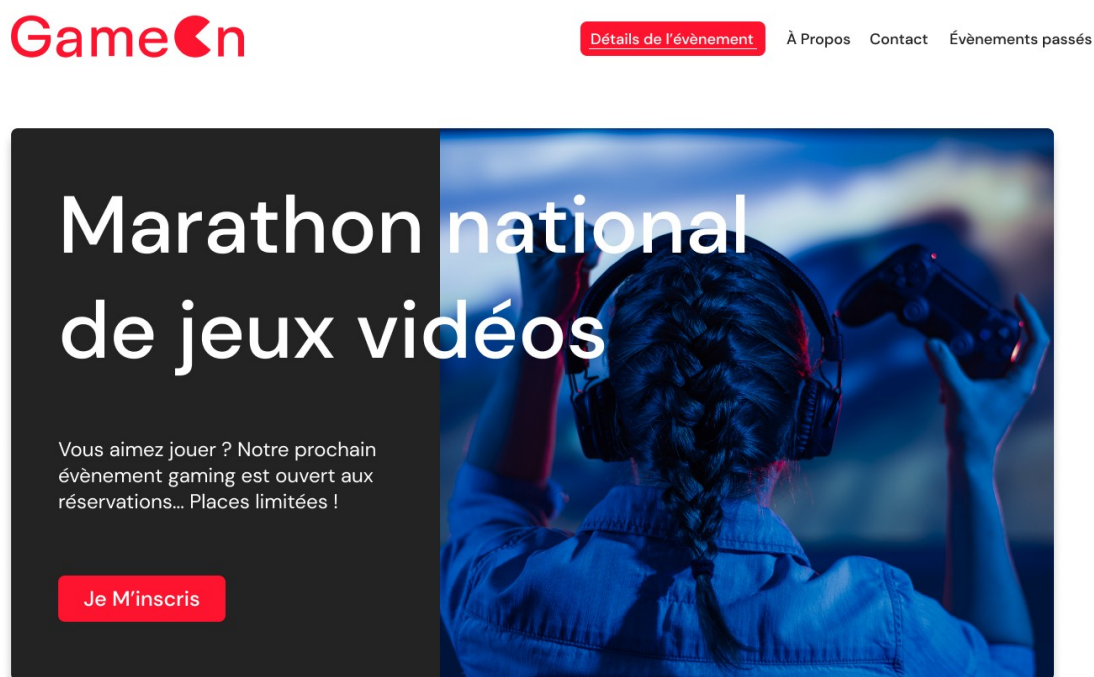 GameOn
Détails de l’évènement
À Propos
Contact
Évènements passés
Marathon national
de jeux vidéos
Vous aimez jouer ? Notre prochain
évènement gaming est ouvert aux
réservations... Places limitées !
Je M’inscris